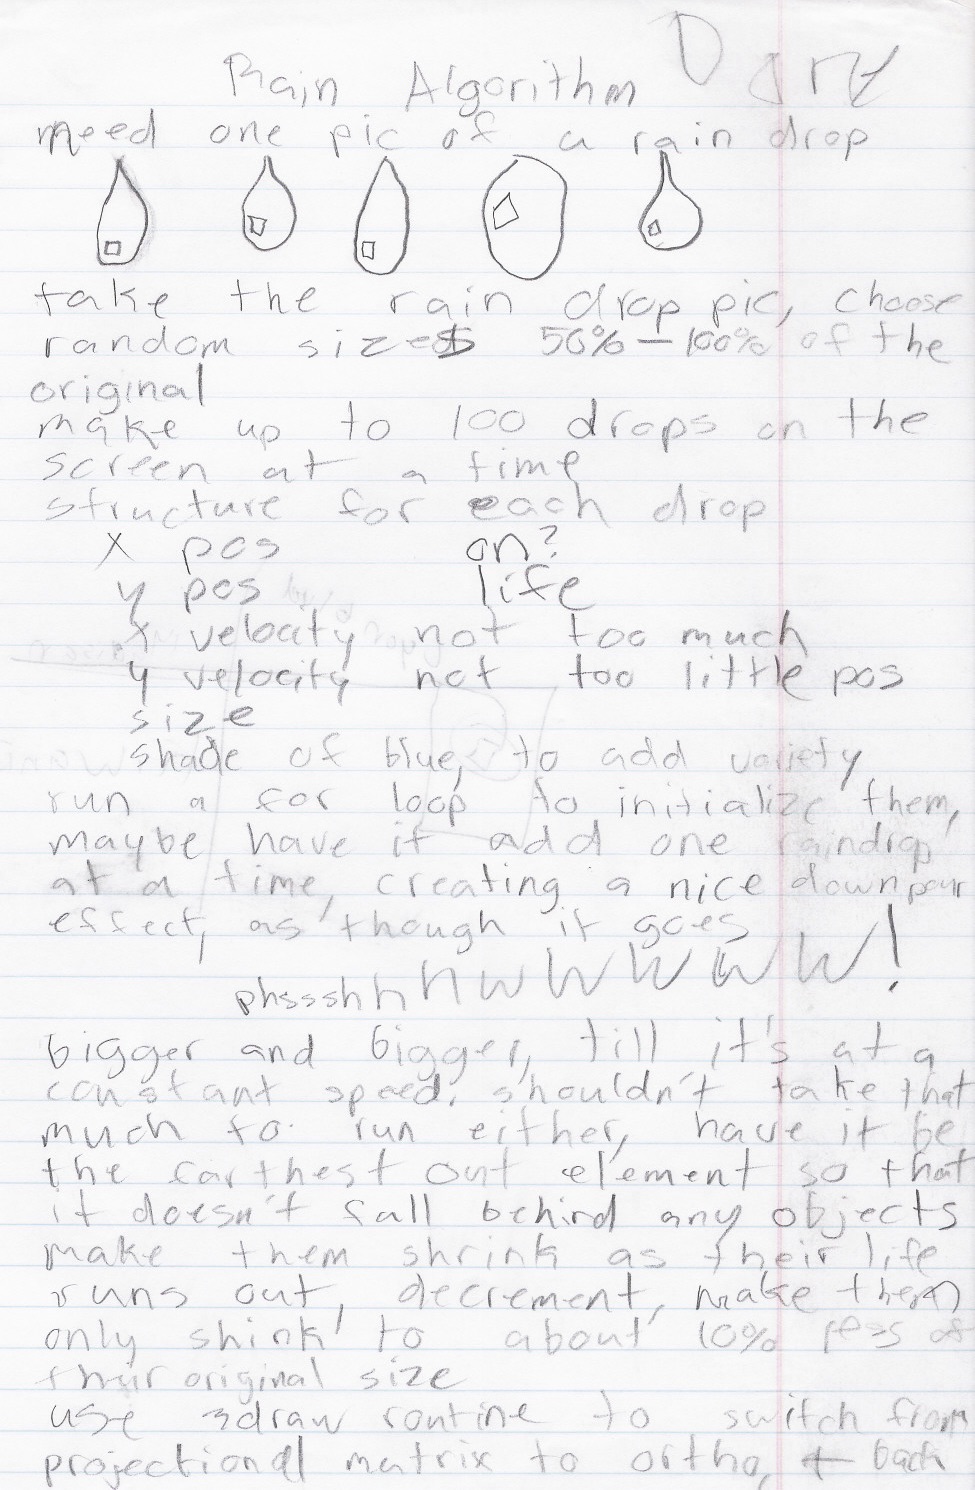 Done
Rain Algorithm
need one pic of a rain drop
take the rain drop pic, choose
random sizes 50% - 100% of the
original
make up to 100 drops on the
screen at a time
structure for each drop
x pos on?
y pos life
x velocity not too much
y velocity not too little pos
size
shade of blue, to add variety
run a for loop to initialize them,
maybe have it add one raindrop
at a time, creating a nice downpour
effect, as though it goes
phssshhhwwwwww!
bigger and bigger, till it's at a
constant speed. shouldn't take that
much to run either, have it be
the farthest out element so that
it doesn't fall behind any objects
make them shrink as their life
runs out, decrement, make them
only shink to about 10% less of
their original size
use 3draw routine to switch from
projectional matrix to ortho, + back